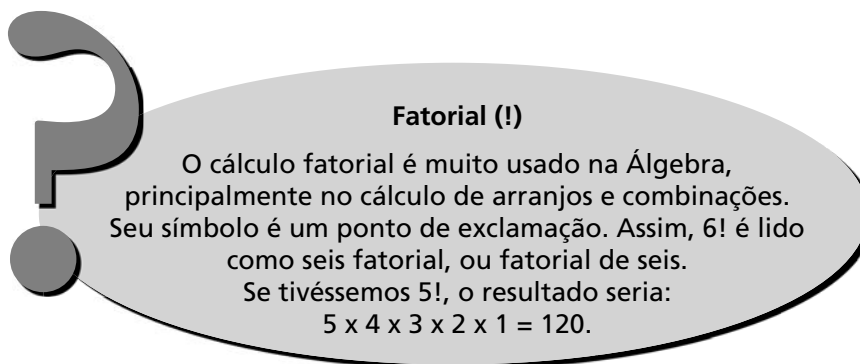 Fatorial (!)
O cálculo fatorial é muito usado na Álgebra,
principalmente no cálculo de arranjos e combinações.
Seu símbolo é um ponto de exclamação. Assim, 6! é lido
como seis fatorial, ou fatorial de seis.
Se tivéssemos 5!, o resultado seria:
5 x 4 x 3 x 2 x 1 = 120.